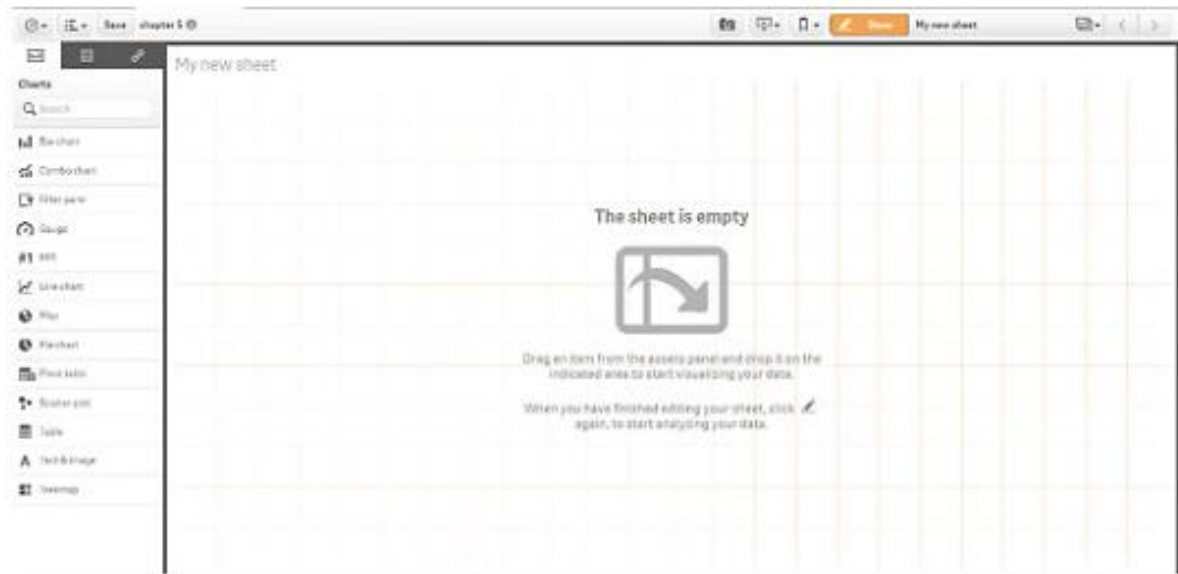 Save chapter 5 Done My new sheet
My new sheet
Charts
Search
Bar chart
Combo chart
Filter pane
Gauge
#1 KPI
Line chart
Map
Pie chart
Pivot table
Scatter plot
Table
A Text & image
Treemap
The sheet is empty
Drag an item from the assets panel and drop it on the
indicated area to start visualizing your data.
When you have finished editing your sheet, click
again, to start analyzing your data.